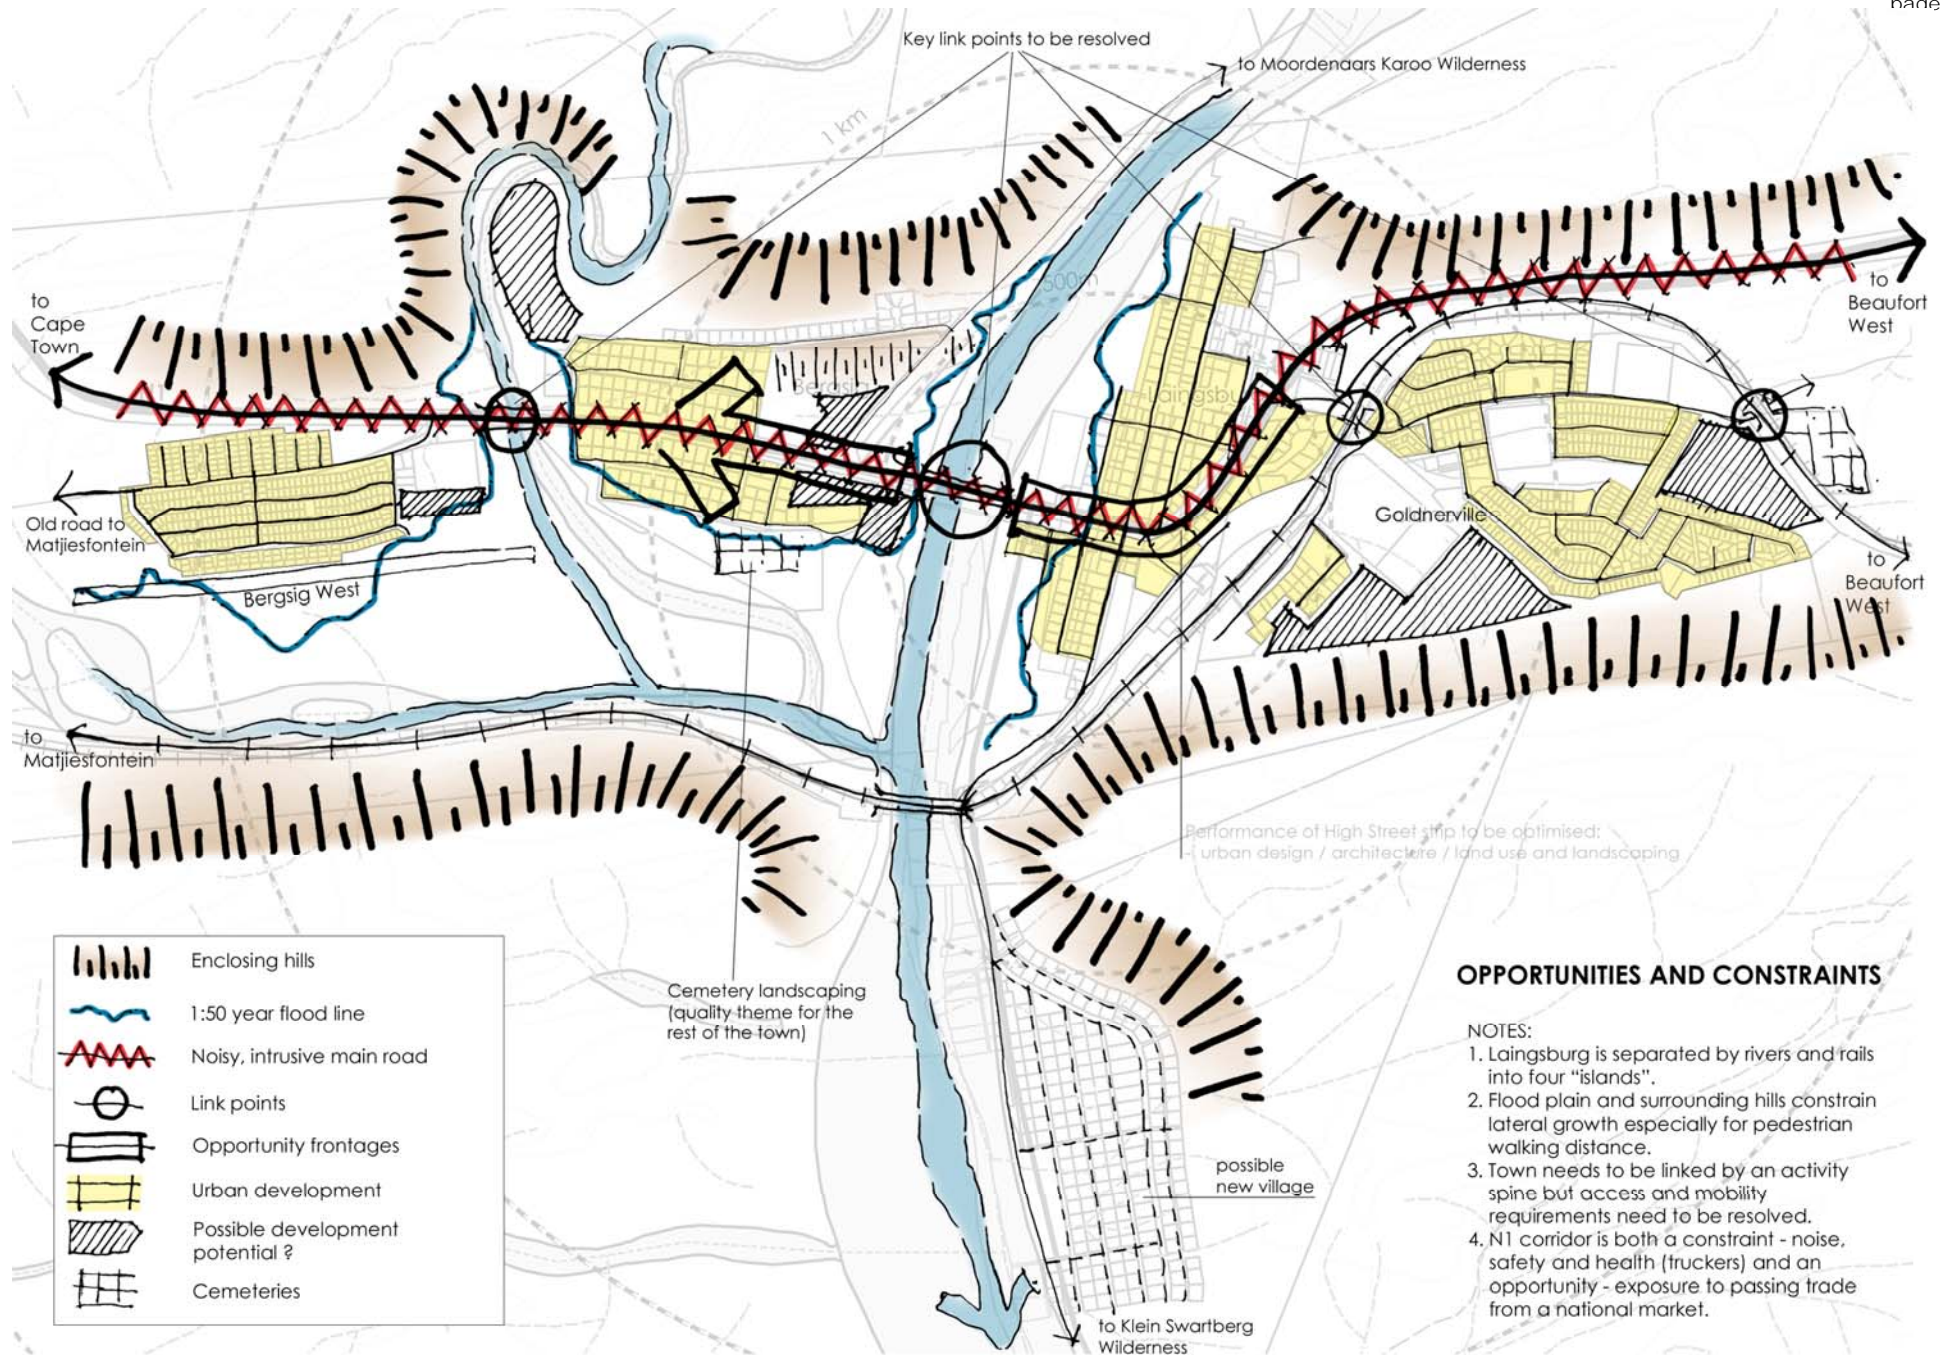 page
Key link points to be resolved
to Moordenaars Karoo Wilderness
1 km
500m
to
Cape
Town
to
Beaufort
West
Bergsig
Laingsburg
Old road to
Matjiesfontein
Goldnerville
Bergsig West
to
Beaufort
West
to
Matjiesfontein
Performance of High Street strip to be optimised:
- urban design / architecture / land use and landscaping
Cemetery landscaping
(quality theme for the
rest of the town)
possible
new village
to Klein Swartberg
Wilderness
Enclosing hills
1:50 year flood line
Noisy, intrusive main road
Link points
Opportunity frontages
Urban development
Possible development
potential ?
Cemeteries
OPPORTUNITIES AND CONSTRAINTS
NOTES:
1. Laingsburg is separated by rivers and rails
into four “islands”.
2. Flood plain and surrounding hills constrain
lateral growth especially for pedestrian
walking distance.
3. Town needs to be linked by an activity
spine but access and mobility
requirements need to be resolved.
4. N1 corridor is both a constraint - noise,
safety and health (truckers) and an
opportunity - exposure to passing trade
from a national market.